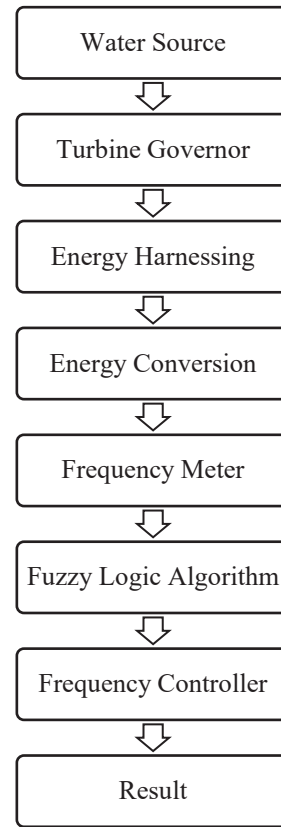 Water Source
Turbine Governor
Energy Harnessing
Energy Conversion
Frequency Meter
Fuzzy Logic Algorithm
Frequency Controller
Result